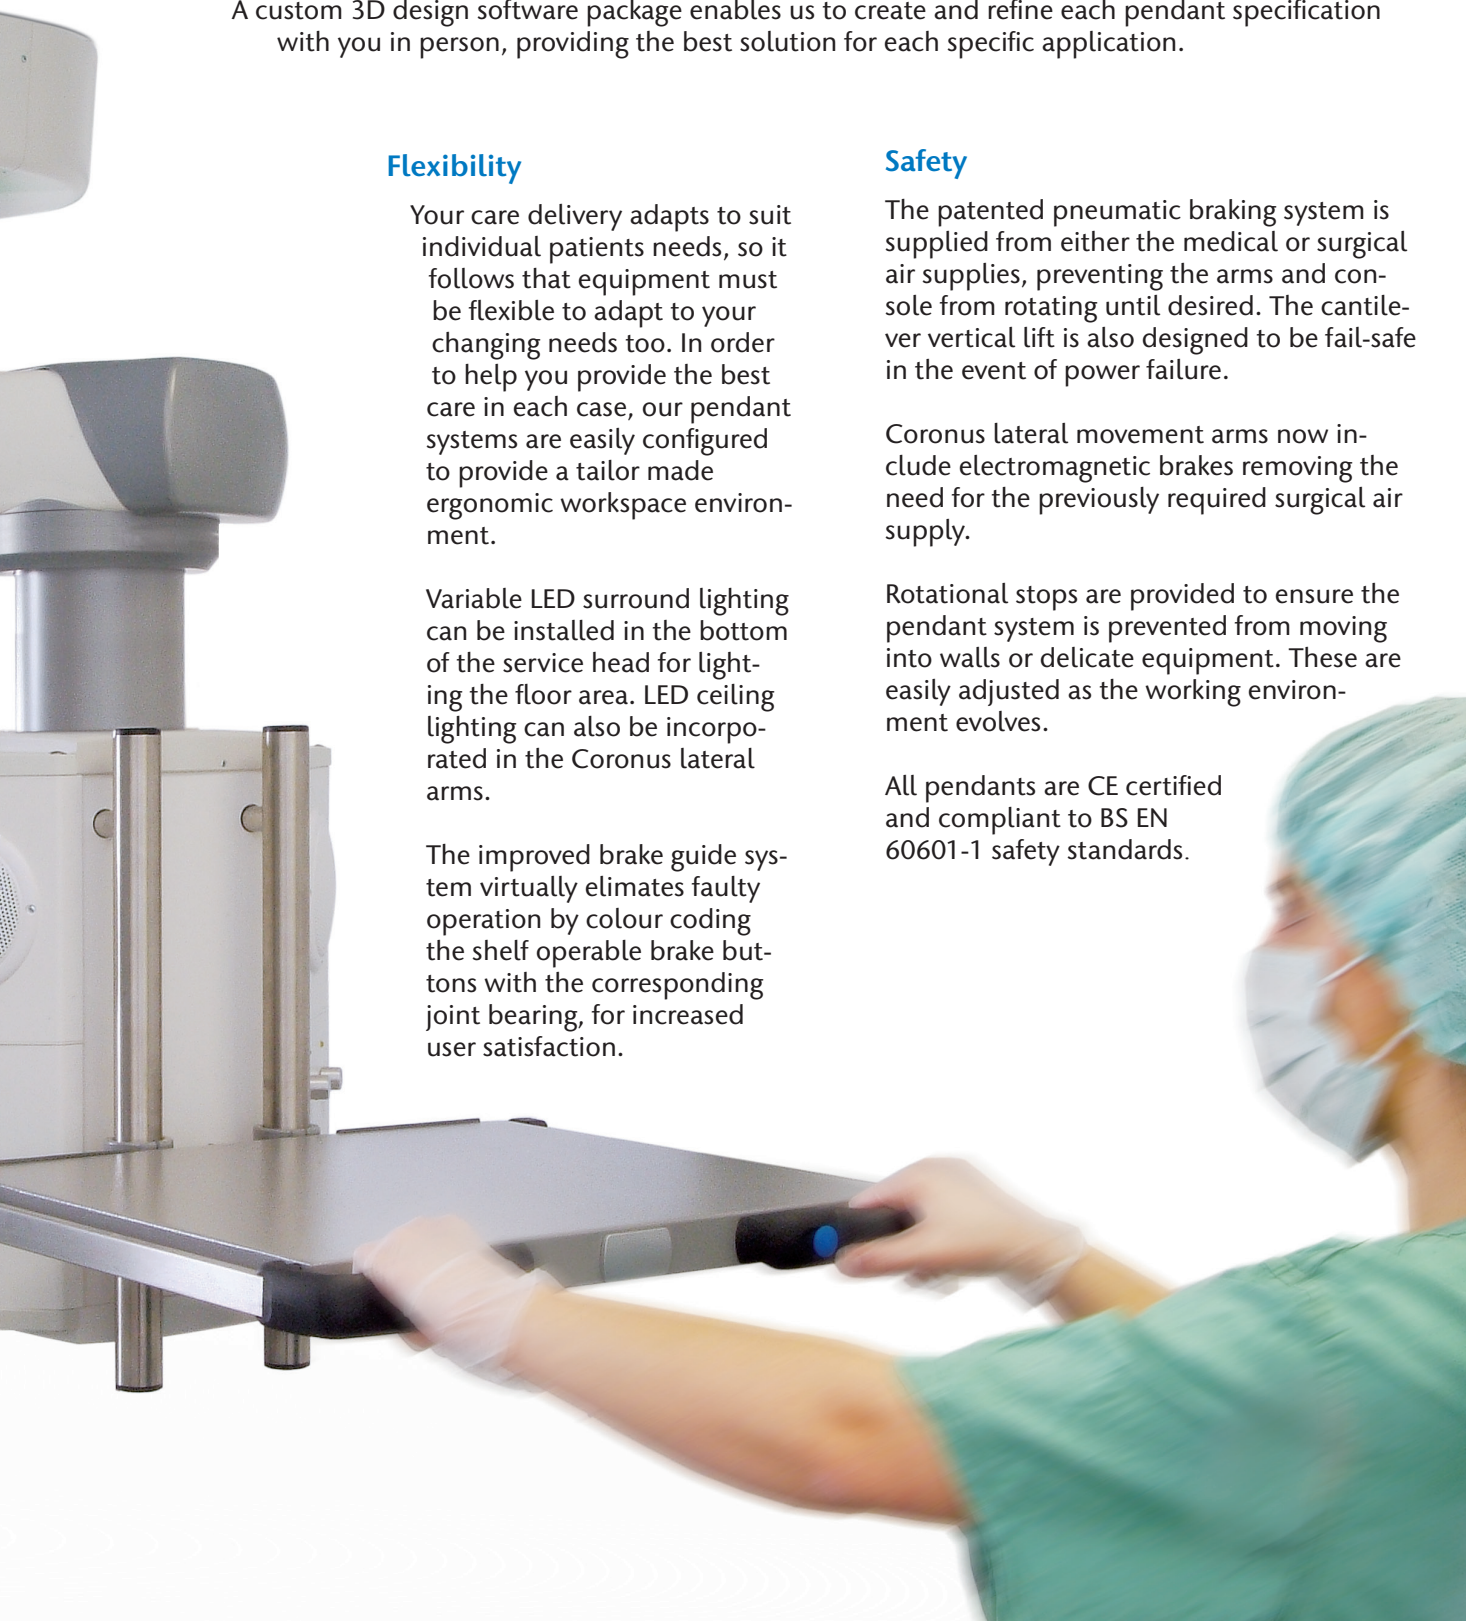 A custom 3D design software package enables us to create and refine each pendant specification
with you in person, providing the best solution for each specific application.
Flexibility
Your care delivery adapts to suit
individual patients needs, so it
follows that equipment must
be flexible to adapt to your
changing needs too. In order
to help you provide the best
care in each case, our pendant
systems are easily configured
to provide a tailor made
ergonomic workspace environ-
ment.
Variable LED surround lighting
can be installed in the bottom
of the service head for light-
ing the floor area. LED ceiling
lighting can also be incorpo-
rated in the Coronus lateral
arms.
The improved brake guide sys-
tem virtually elimates faulty
operation by colour coding
the shelf operable brake but-
tons with the corresponding
joint bearing, for increased
user satisfaction.
Safety
The patented pneumatic braking system is
supplied from either the medical or surgical
air supplies, preventing the arms and con-
sole from rotating until desired. The cantile-
ver vertical lift is also designed to be fail-safe
in the event of power failure.
Coronus lateral movement arms now in-
clude electromagnetic brakes removing the
need for the previously required surgical air
supply.
Rotational stops are provided to ensure the
pendant system is prevented from moving
into walls or delicate equipment. These are
easily adjusted as the working environ-
ment evolves.
All pendants are CE certified
and compliant to BS EN
60601-1 safety standards.